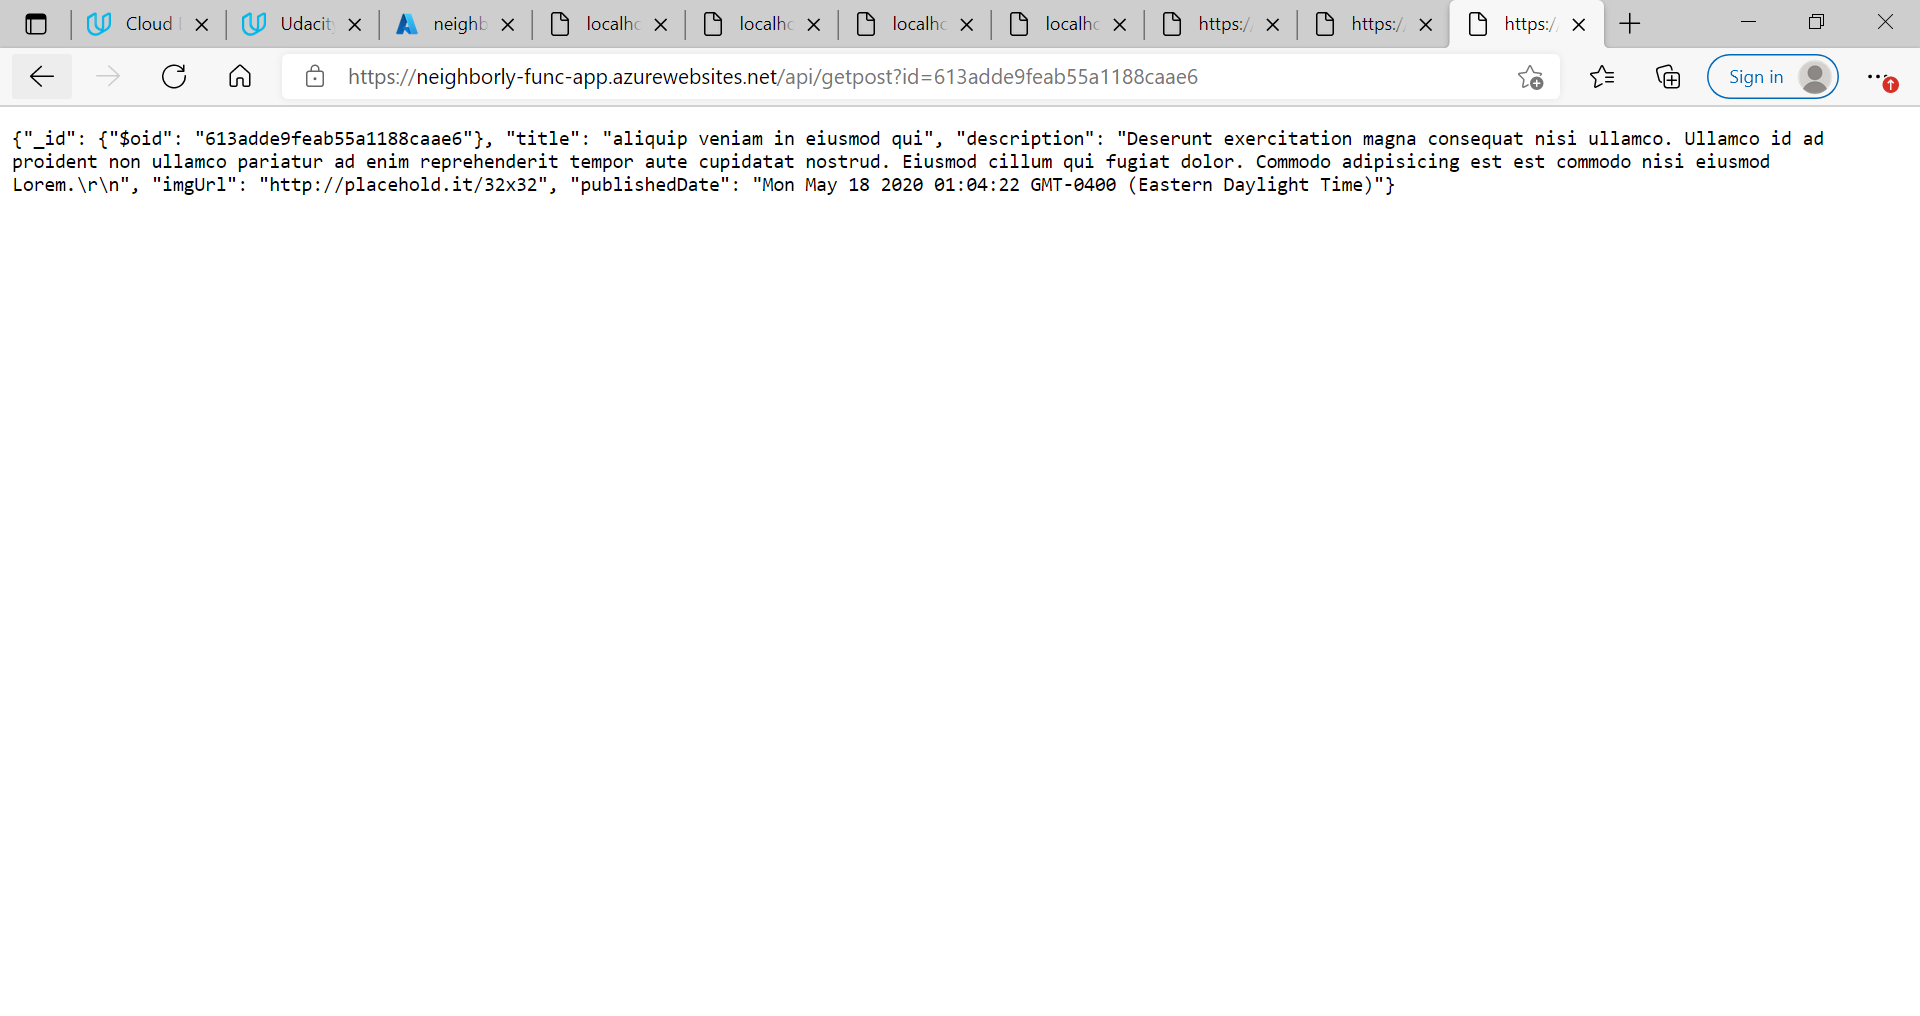 Cloud
Udacit
neighb
localho
localho
localho
localho
https:/
https:/
https:/
https://neighborly-func-app.azurewebsites.net/api/getpost?id=613adde9feab55a1188caae6
Sign in
{"_id": {"$oid": "613adde9feab55a1188caae6"}, "title": "aliquip veniam in eiusmod qui", "description": "Deserunt exercitation magna consequat nisi ullamco. Ullamco id ad
proident non ullamco pariatur ad enim reprehenderit tempor aute cupidatat nostrud. Eiusmod cillum qui fugiat dolor. Commodo adipisicing est est commodo nisi eiusmod
Lorem.\r\n", "imgUrl": "http://placehold.it/32x32", "publishedDate": "Mon May 18 2020 01:04:22 GMT-0400 (Eastern Daylight Time)"}